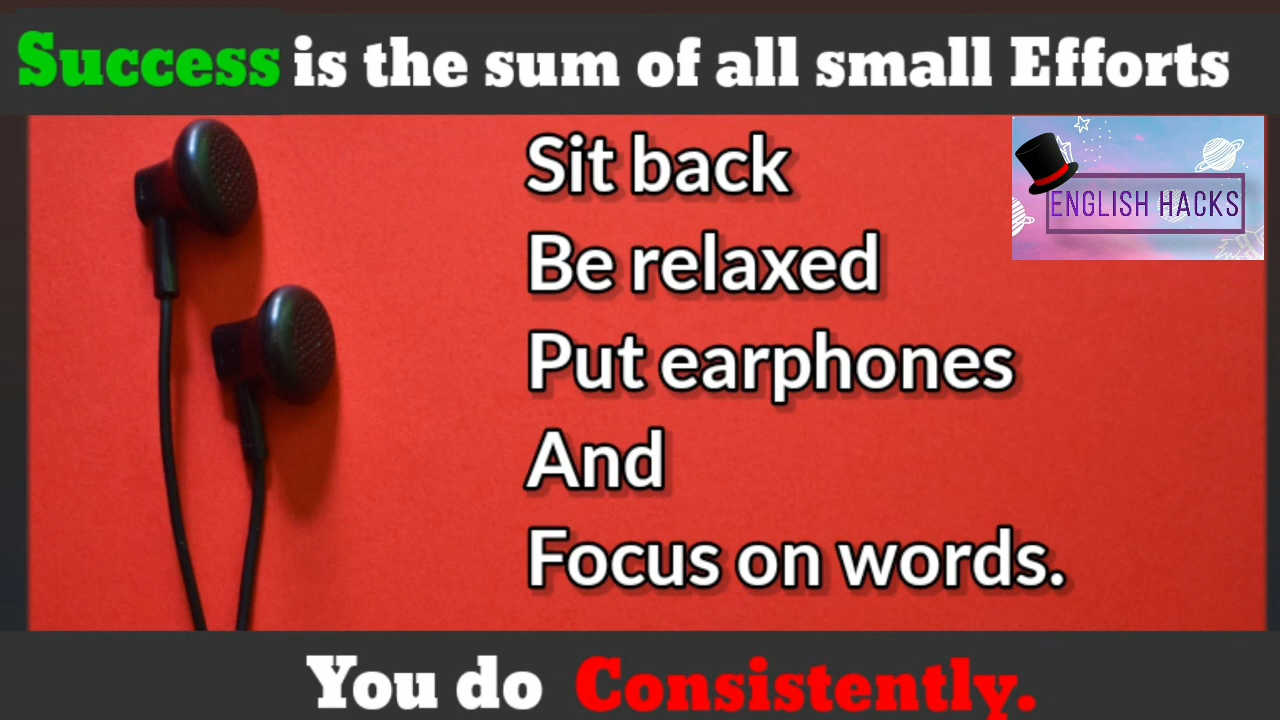 Success is the sum of all small Efforts
Sit back
ENGLISH HACKS
Be relaxed
Put earphones
And
Focus on words.
You do Consistently.